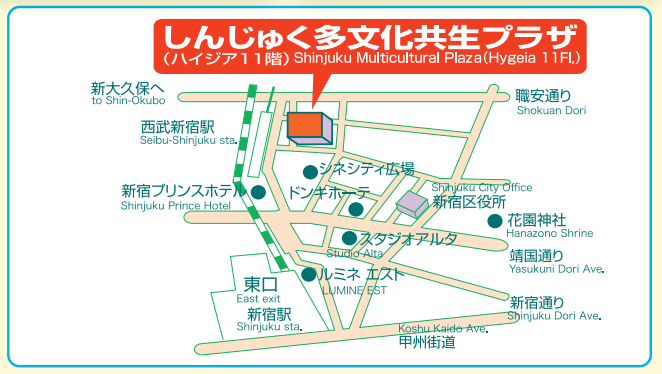 しんじゅく多文化共生プラザ
(ハイジア11階) Shinjuku Multicultural Plaza(Hygeia 11Fl.)
新大久保へ
to Shin-Okubo
職安通り
Shokuan Dori
西武新宿駅
Seibu-Shinjuku sta.
シネシティ広場
新宿プリンスホテル
Shinjuku Prince Hotel
ドンキホーテ
Shinjuku City Office
新宿区役所
花園神社
Hanazono Shrine
スタジオアルタ
Studio Alta
靖国通り
Yasukuni Dori Ave.
ルミネ エスト
LUMINE EST
東口
East exit
新宿駅
Shinjuku sta.
新宿通り
Shinjuku Dori Ave.
Koshu Kaido Ave.
甲州街道